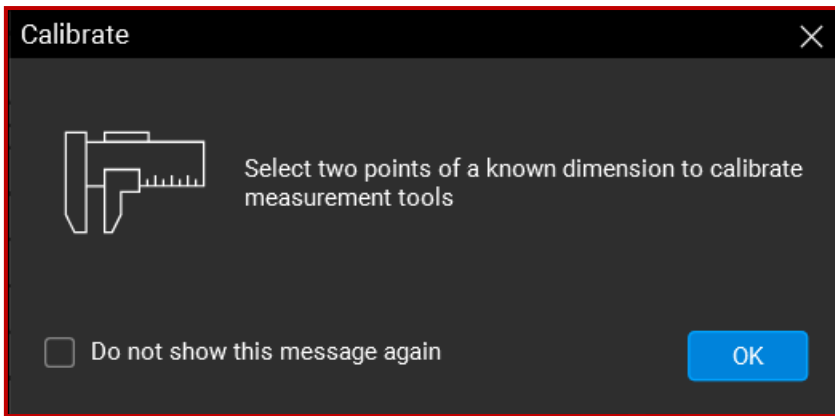 Calibrate
Select two points of a known dimension to calibrate
measurement tools
Do not show this message again
OK